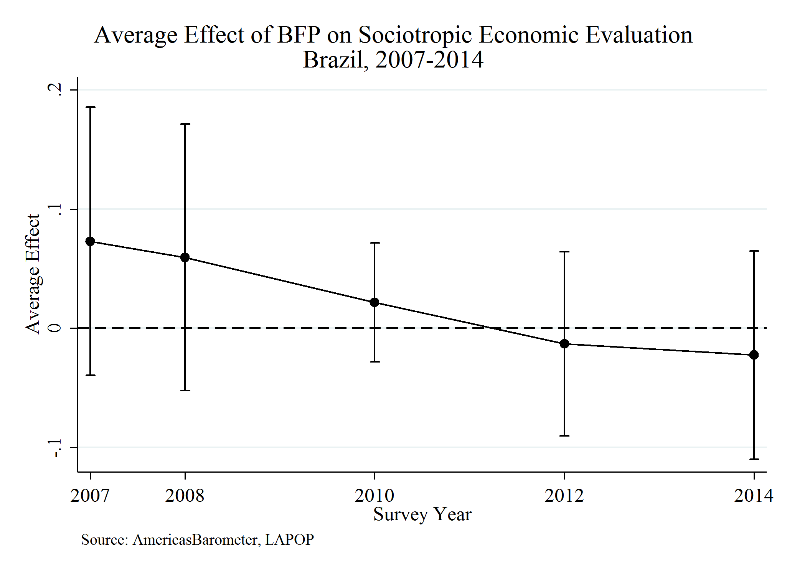 Average Effect of BFP on Sociotropic Economic Evaluation
Brazil, 2007-2014
Average Effect
.2
.1
0
-.1
2007 2008 2010 2012 2014
Survey Year
Source: AmericasBarometer, LAPOP